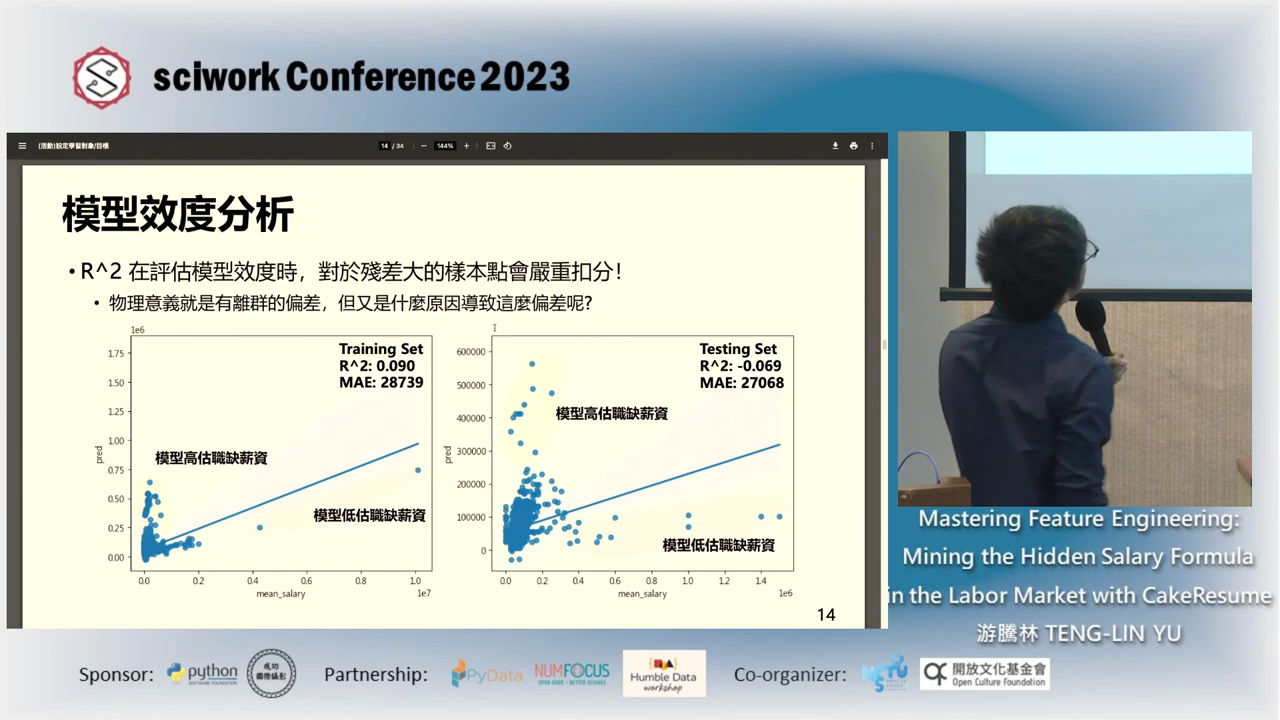 sciwork Conference 2023
(活動)設定學習對象/目標
14 / 34
144%
模型效度分析
• R^2 在評估模型效度時，對於殘差大的樣本點會嚴重扣分！
• 物理意義就是有離群的偏差，但又是什麼原因導致這麼偏差呢？
1e6
1.75
1.50
1.25
1.00
0.75
0.50
0.25
0.00
pred
Training Set
R^2: 0.090
MAE: 28739
模型高估職缺薪資
模型低估職缺薪資
0.0 0.2 0.4 0.6 0.8 1.0
mean_salary
1e7
600000
500000
400000
300000
200000
100000
0
pred
Testing Set
R^2: -0.069
MAE: 27068
模型高估職缺薪資
模型低估職缺薪資
0.0 0.2 0.4 0.6 0.8 1.0 1.2 1.4
mean_salary
1e6
14
Mastering Feature Engineering:
Mining the Hidden Salary Formula
in the Labor Market with CakeResume
游騰林 TENG-LIN YU
Sponsor:
python
成功
國際攝影
Partnership:
PyData
NUMFOCUS
OPEN CODE = BETTER SCIENCE
Humble Data
workshop
Co-organizer:
開放文化基金會
Open Culture Foundation